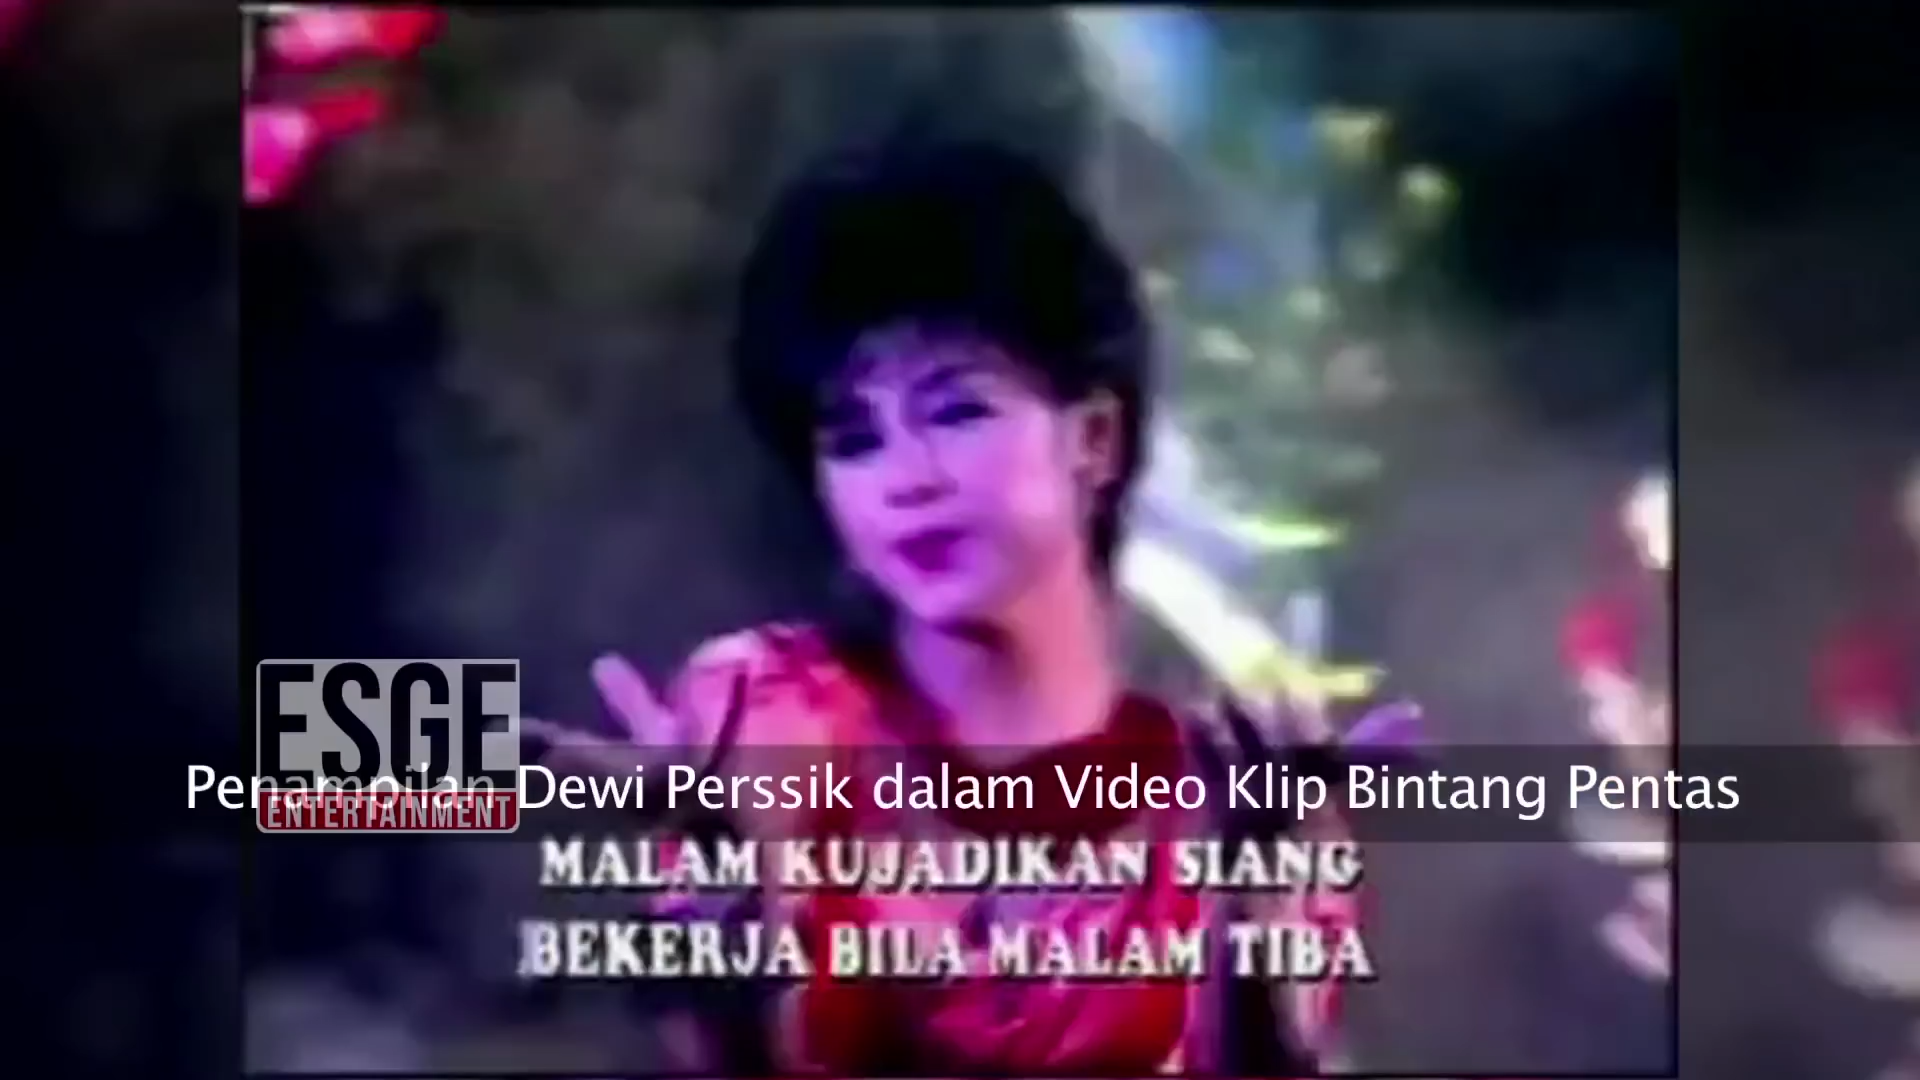 ESGE
ENTERTAINMENT
Penampilan Dewi Perssik dalam Video Klip Bintang Pentas
MALAM KUJADIKAN SIANG
BEKERJA BILA MALAM TIBA